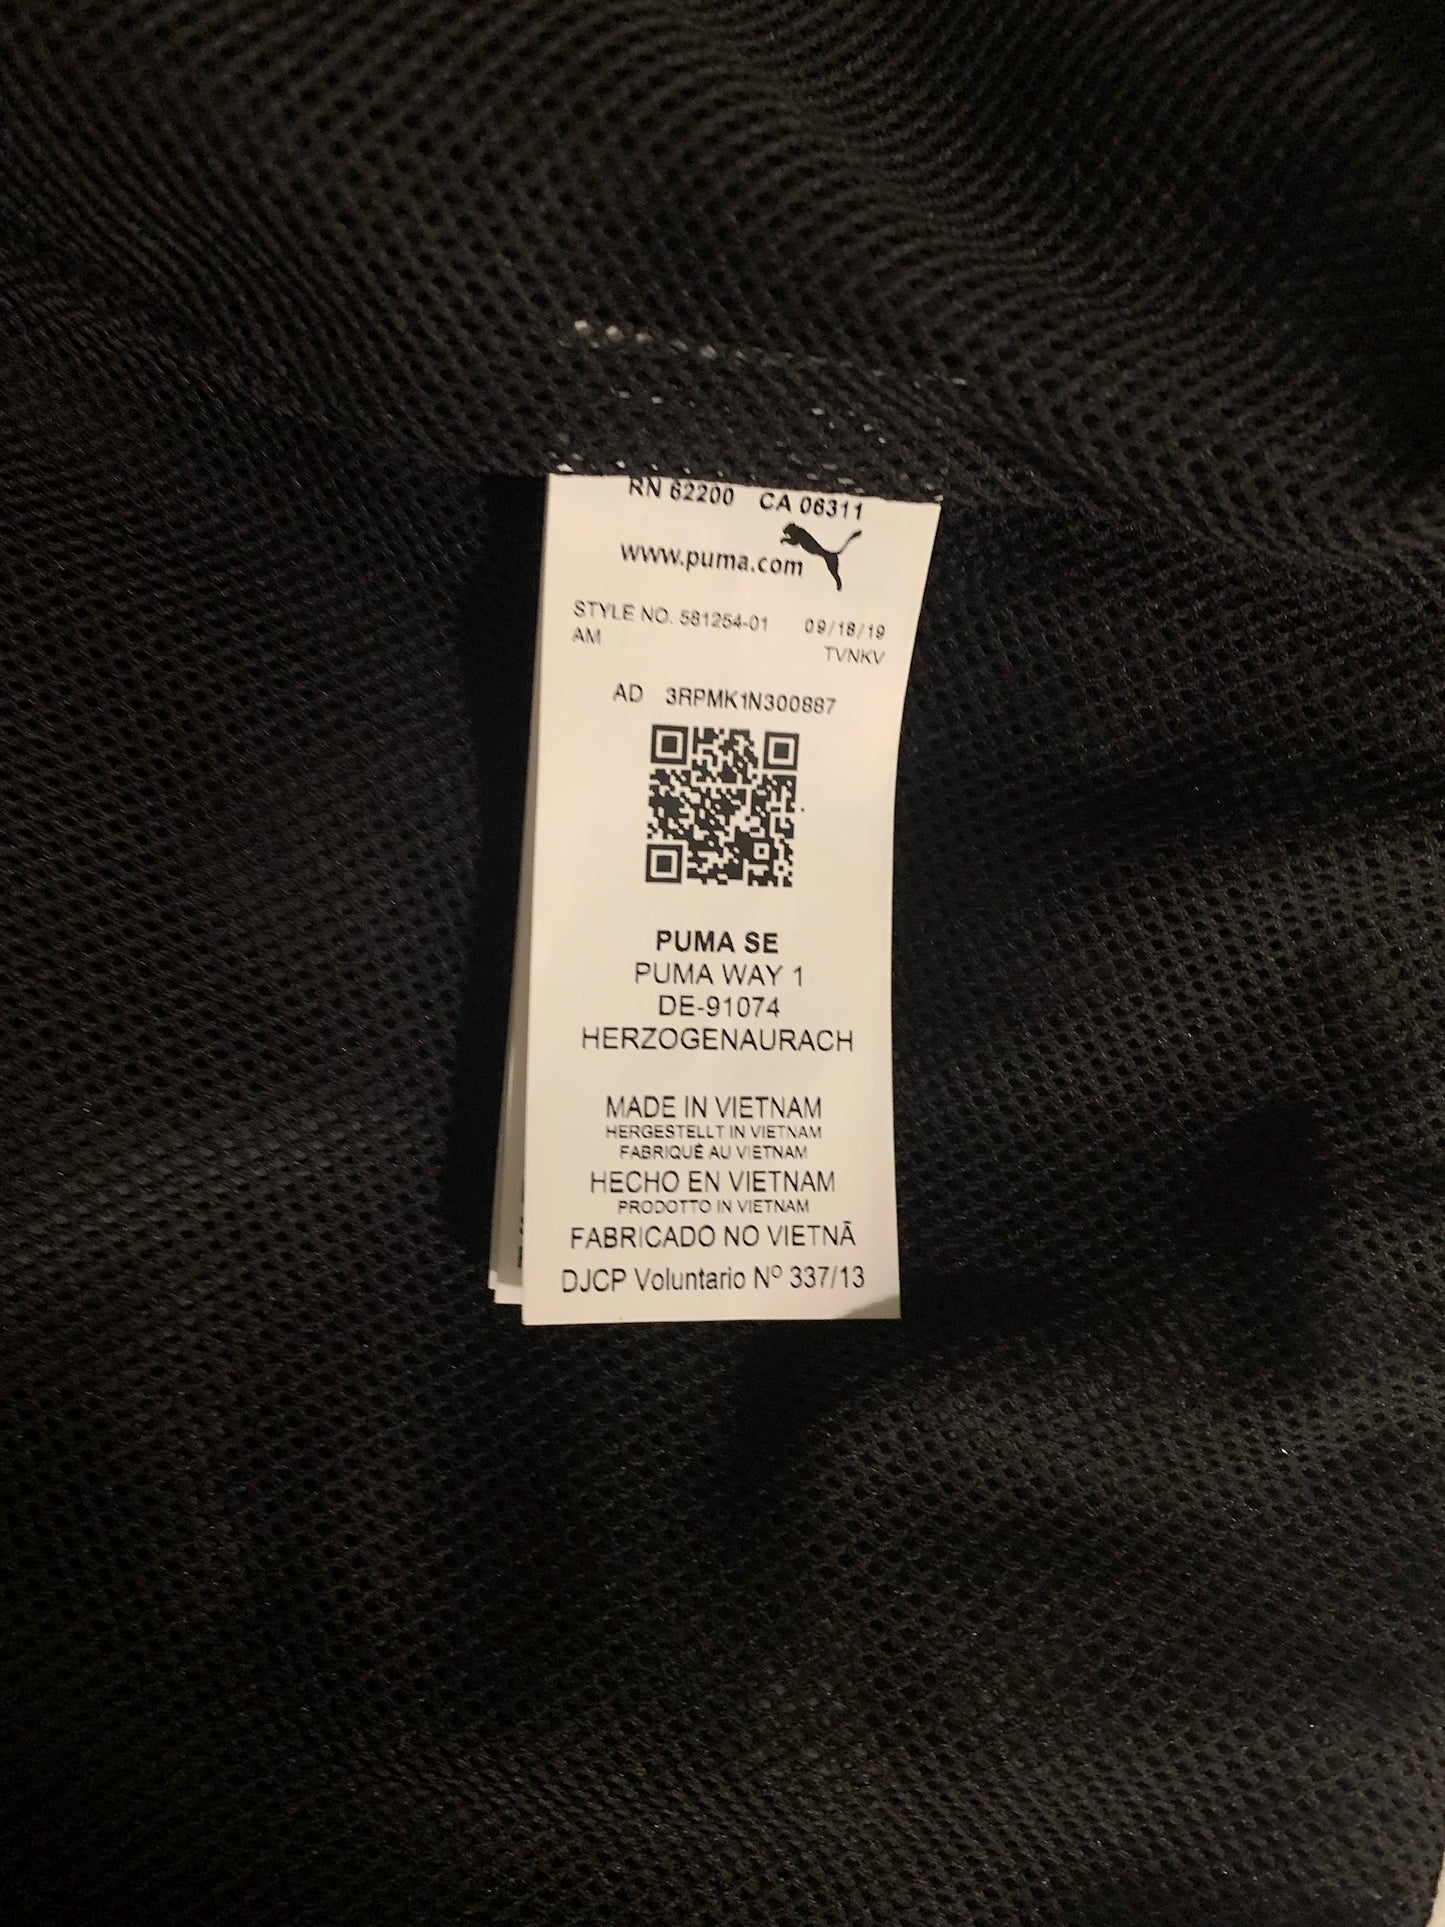 RN 62200 CA 06311
www.puma.com
STYLE NO. 581254-01 09/18/19
AM TVNKV
AD 3RPMK1N300887
PUMA SE
PUMA WAY 1
DE-91074
HERZOGENAURACH
MADE IN VIETNAM
HERGESTELLT IN VIETNAM
FABRIQUÉ AU VIETNAM
HECHO EN VIETNAM
PRODOTTO IN VIETNAM
FABRICADO NO VIETNÃ
DJCP Voluntario Nº 337/13